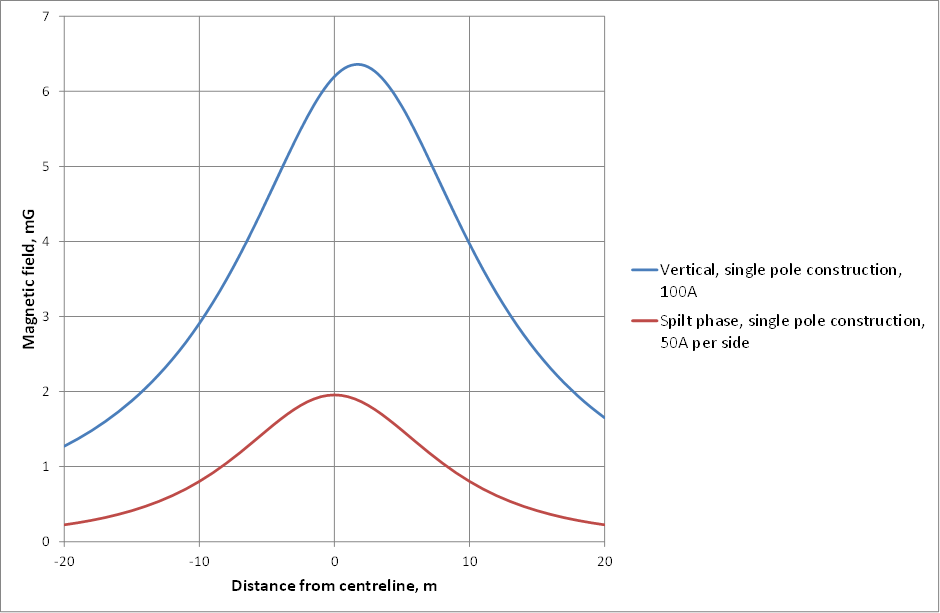 7
6
5
4
3
2
1
0
-20 -10 0 10 20
Magnetic field, mG
Distance from centreline, m
Vertical, single pole construction,
100A
Spilt phase, single pole construction,
50A per side